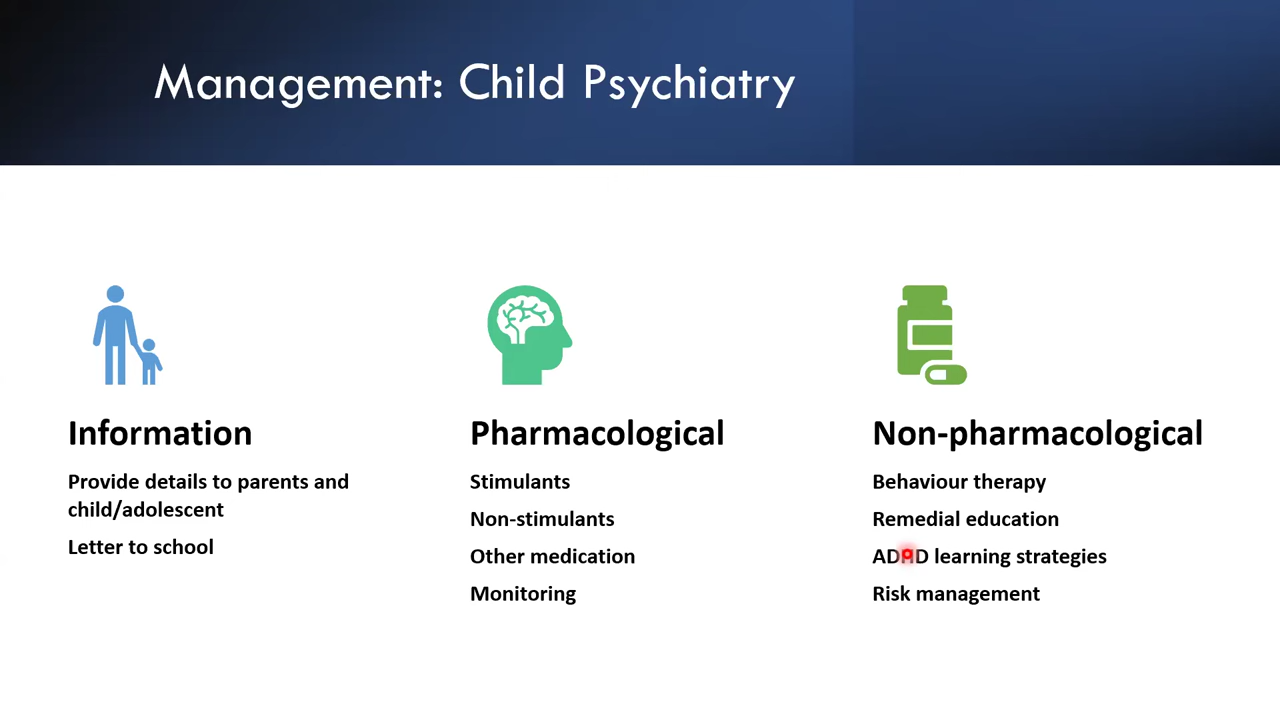 Management: Child Psychiatry
Information
Provide details to parents and
child/adolescent
Letter to school
Pharmacological
Stimulants
Non-stimulants
Other medication
Monitoring
Non-pharmacological
Behaviour therapy
Remedial education
ADHD learning strategies
Risk management